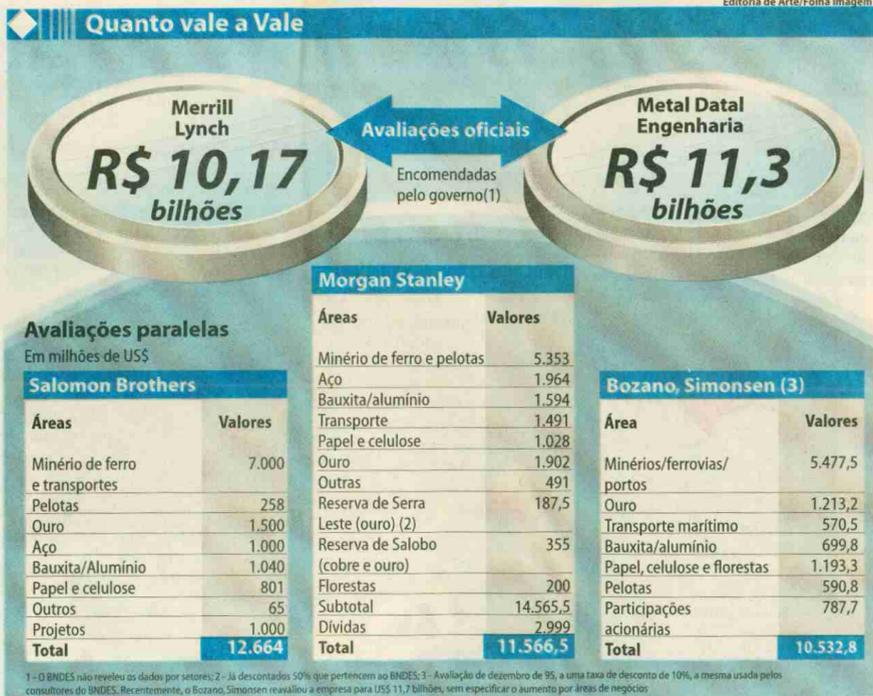 Editoria de Arte/Folha Imagem
Quanto vale a Vale
Merrill
Lynch
R$ 10,17
bilhões
Avaliações oficiais
Encomendadas
pelo governo(1)
Metal Datal
Engenharia
R$ 11,3
bilhões
Avaliações paralelas
Em milhões de US$
Salomon Brothers
Áreas Valores
Minério de ferro 7.000
e transportes
Pelotas 258
Ouro 1.500
Aço 1.000
Bauxita/Alumínio 1.040
Papel e celulose 801
Outros 65
Projetos 1.000
Total 12.664
Morgan Stanley
Áreas Valores
Minério de ferro e pelotas 5.353
Aço 1.964
Bauxita/alumínio 1.594
Transporte 1.491
Papel e celulose 1.028
Ouro 1.902
Outras 491
Reserva de Serra 187,5
Leste (ouro) (2)
Reserva de Salobo 355
(cobre e ouro)
Florestas 200
Subtotal 14.565,5
Dívidas 2.999
Total 11.566,5
Bozano, Simonsen (3)
Área Valores
Minérios/ferrovias/ 5.477,5
portos
Ouro 1.213,2
Transporte marítimo 570,5
Bauxita/alumínio 699,8
Papel, celulose e florestas 1.193,3
Pelotas 590,8
Participações 787,7
acionárias
Total 10.532,8
1 - O BNDES não revelou os dados por setores; 2 - Já descontados 50% que pertencem ao BNDES; 3 - Avaliação de dezembro de 95, a uma taxa de desconto de 10%, a mesma usada pelos
consultores do BNDES. Recentemente, o Bozano, Simonsen reavaliou a empresa para US$ 11,7 bilhões, sem especificar o aumento por áreas de negócios